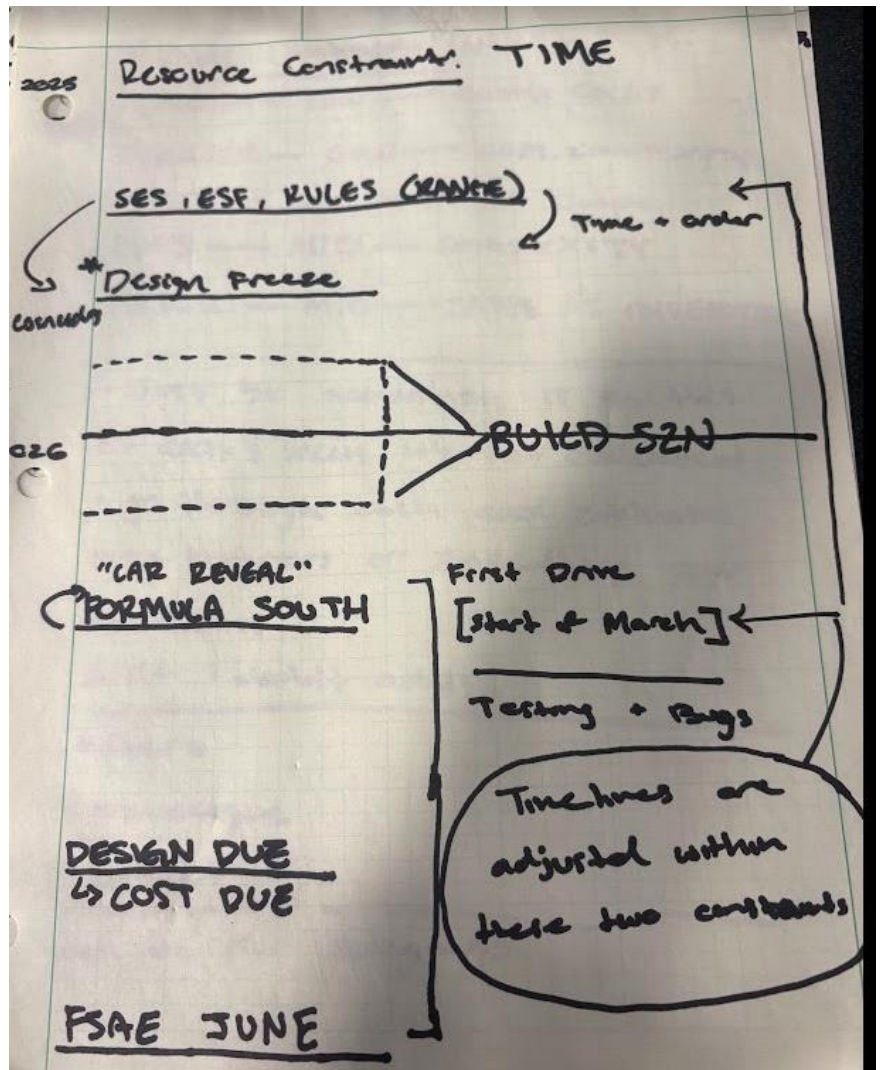 Resource Constraints: TIME
2025
SES, ESF, RULES (RANGE)
Time + order
*Design Freeze
026
BUILD SZN
"CAR REVEAL"
FORMULA SOUTH
First Drive
[start of March]
Testing + Bugs
Timelines are
adjusted within
these two constraints
DESIGN DUE
↳ COST DUE
FSAE JUNE